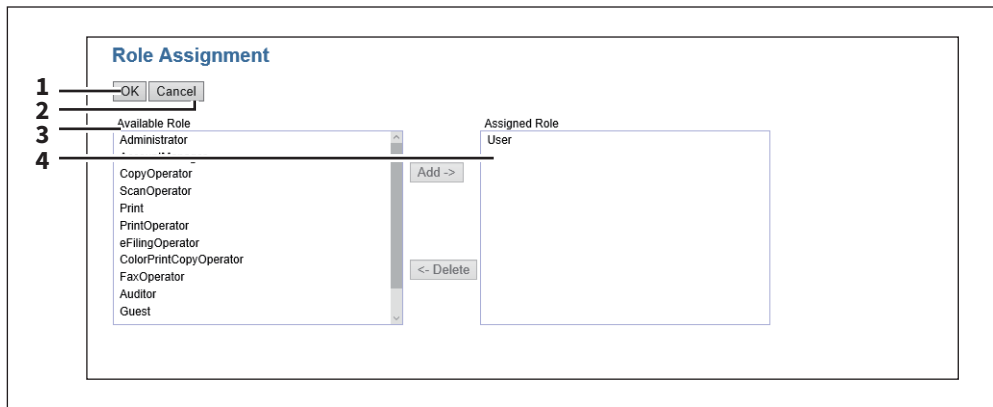 Role Assignment
1
OK Cancel
2
3
Available Role Assigned Role
Administrator User
4
CopyOperator Add ->
ScanOperator
Print
PrintOperator
eFilingOperator
ColorPrintCopyOperator
FaxOperator <- Delete
Auditor
Guest